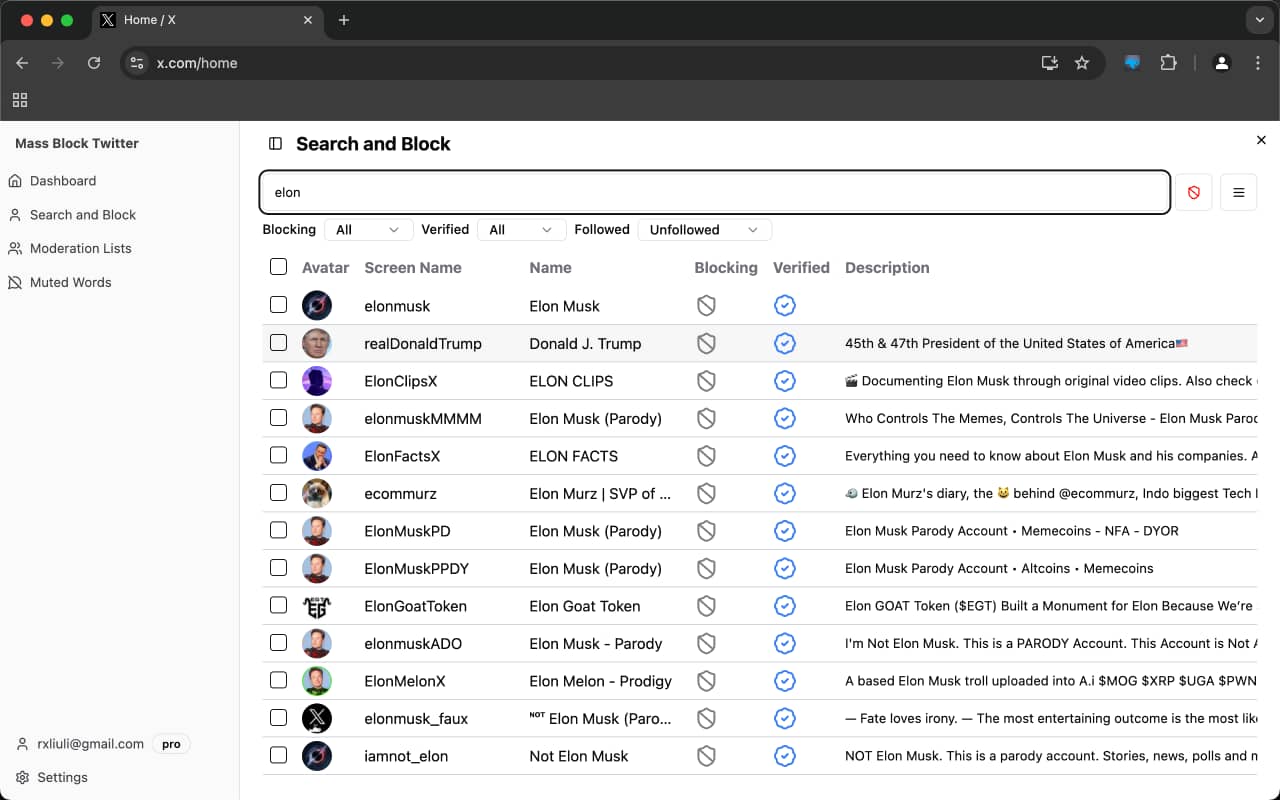 Home / X
x.com/home
Mass Block Twitter
Dashboard
Search and Block
Moderation Lists
Muted Words
rxliuli@gmail.com pro
Settings
Search and Block
elon
Blocking All Verified All Followed Unfollowed
Avatar Screen Name Name Blocking Verified Description
elonmusk Elon Musk
realDonaldTrump Donald J. Trump 45th & 47th President of the United States of America🇺🇸
ElonClipsX ELON CLIPS 🎬 Documenting Elon Musk through original video clips. Also check
elonmuskMMMM Elon Musk (Parody) Who Controls The Memes, Controls The Universe - Elon Musk Paroc
ElonFactsX ELON FACTS Everything you need to know about Elon Musk and his companies. A
ecommurz Elon Murz | SVP of ... Elon Murz's diary, the 😺 behind @ecommurz, Indo biggest Tech
ElonMuskPD Elon Musk (Parody) Elon Musk Parody Account • Memecoins - NFA - DYOR
ElonMuskPPDY Elon Musk (Parody) Elon Musk Parody Account • Altcoins • Memecoins
ElonGoatToken Elon Goat Token Elon GOAT Token ($EGT) Built a Monument for Elon Because We're
elonmuskADO Elon Musk - Parody I'm Not Elon Musk. This is a PARODY Account. This Account is Not A
ElonMelonX Elon Melon - Prodigy A based Elon Musk troll uploaded into A.i $MOG $XRP $UGA $PWN
elonmusk_faux ᴺᴼᵀ Elon Musk (Paro... — Fate loves irony. — The most entertaining outcome is the most lik
iamnot_elon Not Elon Musk NOT Elon Musk. This is a parody account. Stories, news, polls and